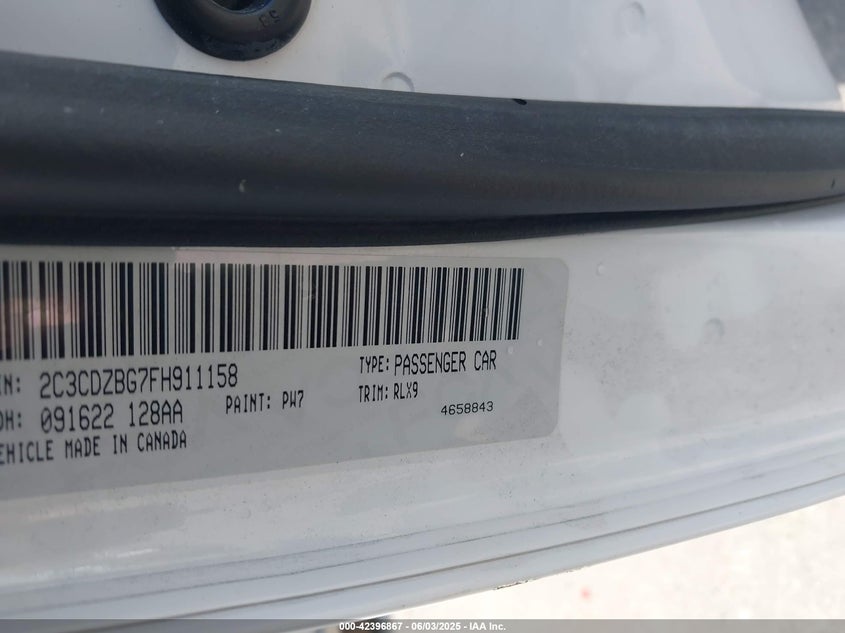 53
IN: 2C3CDZBG7FH911158
TYPE: PASSENGER CAR
DH: 091622 128AA
PAINT: PW7
TRIM: RLX9
4658843
EHICLE MADE IN CANADA
000-42396867 - 06/03/2025 - IAA Inc.